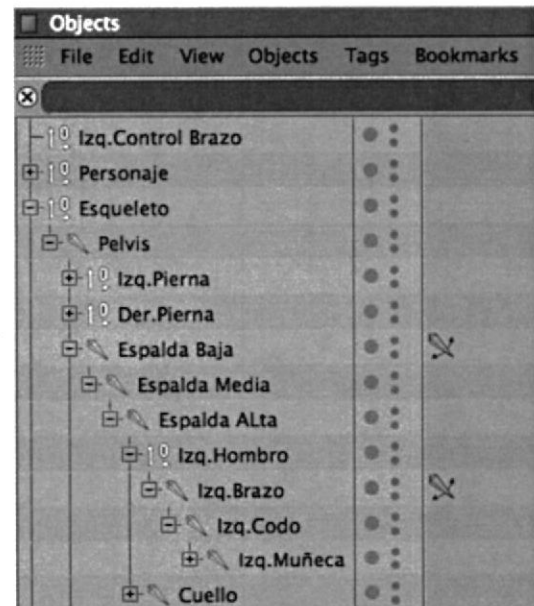 Objects
File Edit View Objects Tags Bookmarks
Izq.Control Brazo
Personaje
Esqueleto
Pelvis
Izq.Pierna
Der.Pierna
Espalda Baja
Espalda Media
Espalda ALta
Izq.Hombro
Izq.Brazo
Izq.Codo
Izq.Muñeca
Cuello